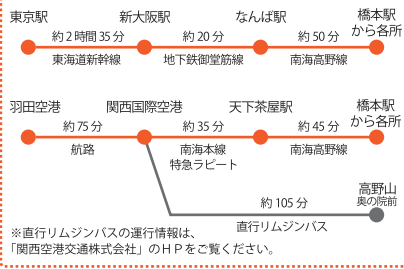 東京駅
新大阪駅
なんば駅
橋本駅
から各所
約2時間35分
約20分
約50分
東海道新幹線
地下鉄御堂筋線
南海高野線
羽田空港
関西国際空港
天下茶屋駅
橋本駅
から各所
約75分
約35分
約45分
航路
南海本線
特急ラピート
南海高野線
高野山
奥の院前
約105分
直行リムジンバス
※直行リムジンバスの運行情報は、
「関西空港交通株式会社」のHPをご覧ください。